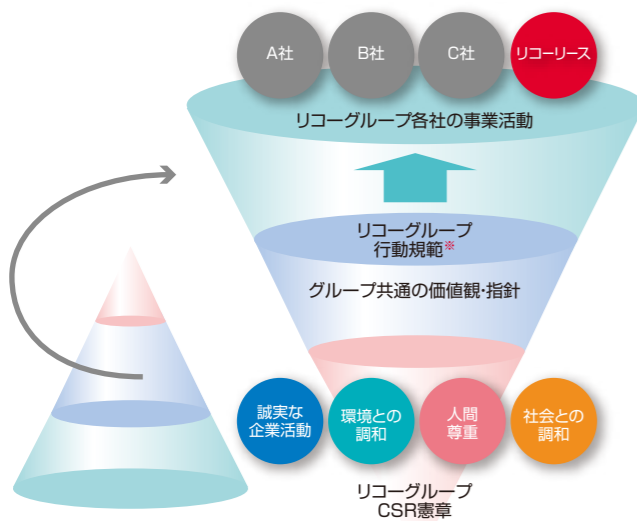 A社
B社
C社
リコーリース
リコーグループ各社の事業活動
リコーグループ
行動規範※
グループ共通の価値観・指針
誠実な
企業活動
環境との
調和
人間
尊重
社会との
調和
リコーグループ
CSR憲章